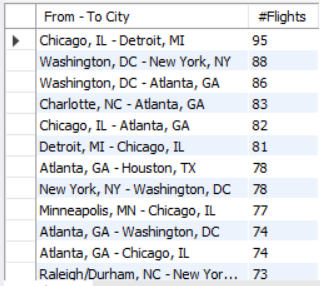 From - To City #Flights
Chicago, IL - Detroit, MI 95
Washington, DC - New York, NY 88
Washington, DC - Atlanta, GA 86
Charlotte, NC - Atlanta, GA 83
Chicago, IL - Atlanta, GA 82
Detroit, MI - Chicago, IL 81
Atlanta, GA - Houston, TX 78
New York, NY - Washington, DC 78
Minneapolis, MN - Chicago, IL 77
Atlanta, GA - Washington, DC 74
Atlanta, GA - Chicago, IL 74
Raleigh/Durham, NC - New Yor... 73